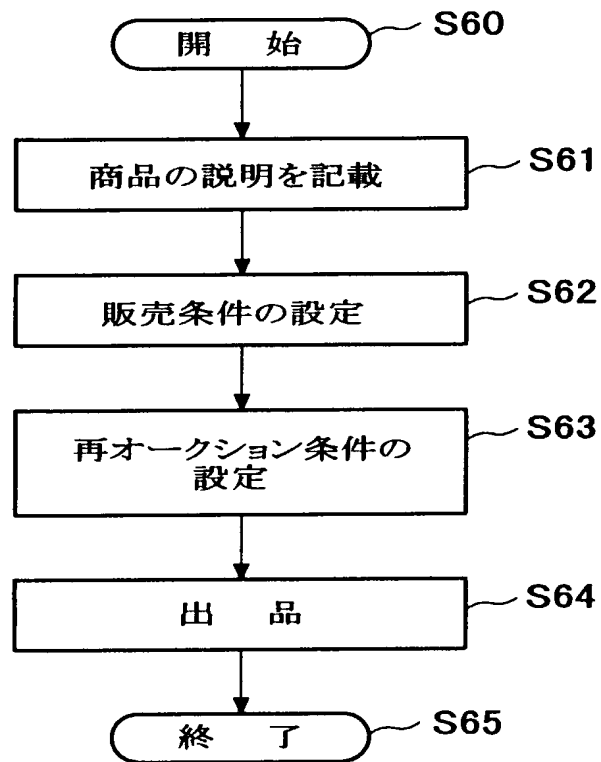 開 始
S60
商品の説明を記載
S61
販売条件の設定
S62
再オークション条件の
設定
S63
出 品
S64
終 了
S65